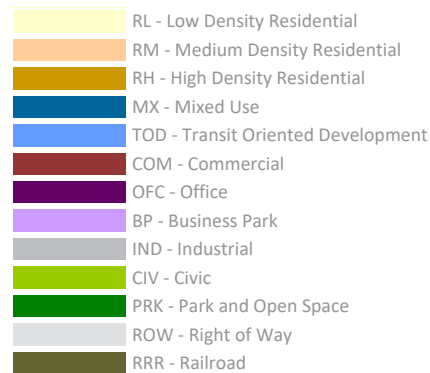 RL - Low Density Residential
RM - Medium Density Residential
RH - High Density Residential
MX - Mixed Use
TOD - Transit Oriented Development
COM - Commercial
OFC - Office
BP - Business Park
IND - Industrial
CIV - Civic
PRK - Park and Open Space
ROW - Right of Way
RRR - Railroad